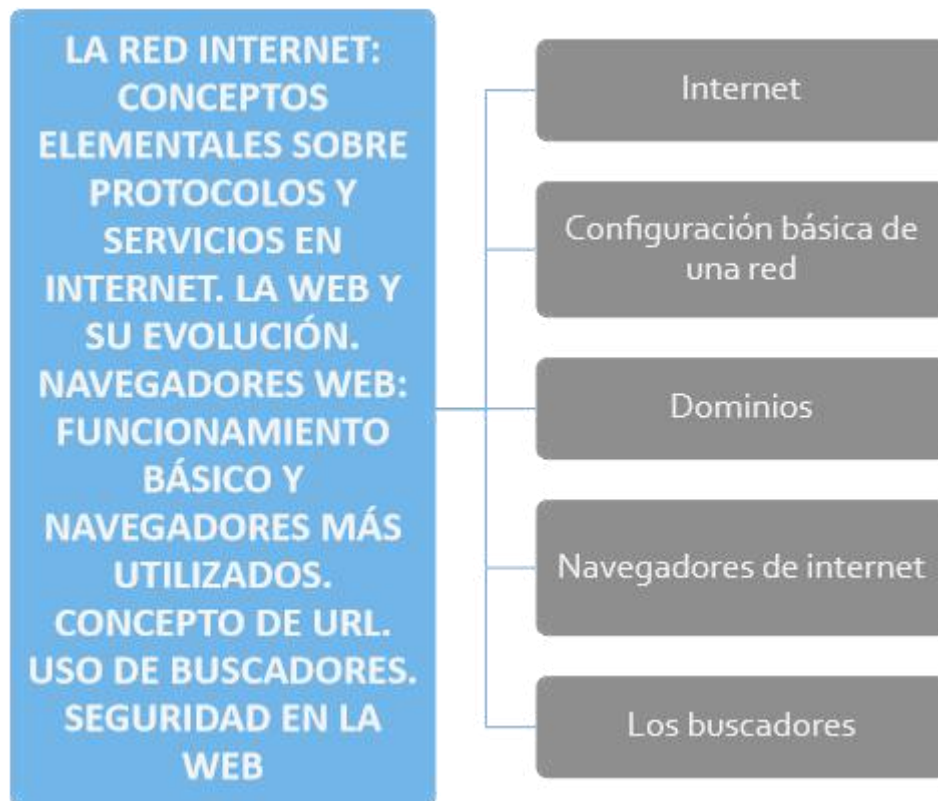 LA RED INTERNET:
CONCEPTOS
ELEMENTALES SOBRE
PROTOCOLOS Y
SERVICIOS EN
INTERNET. LA WEB Y
SU EVOLUCIÓN.
NAVEGADORES WEB:
FUNCIONAMIENTO
BÁSICO Y
NAVEGADORES MÁS
UTILIZADOS.
CONCEPTO DE URL.
USO DE BUSCADORES.
SEGURIDAD EN LA
WEB
Internet
Configuración básica de
una red
Dominios
Navegadores de internet
Los buscadores